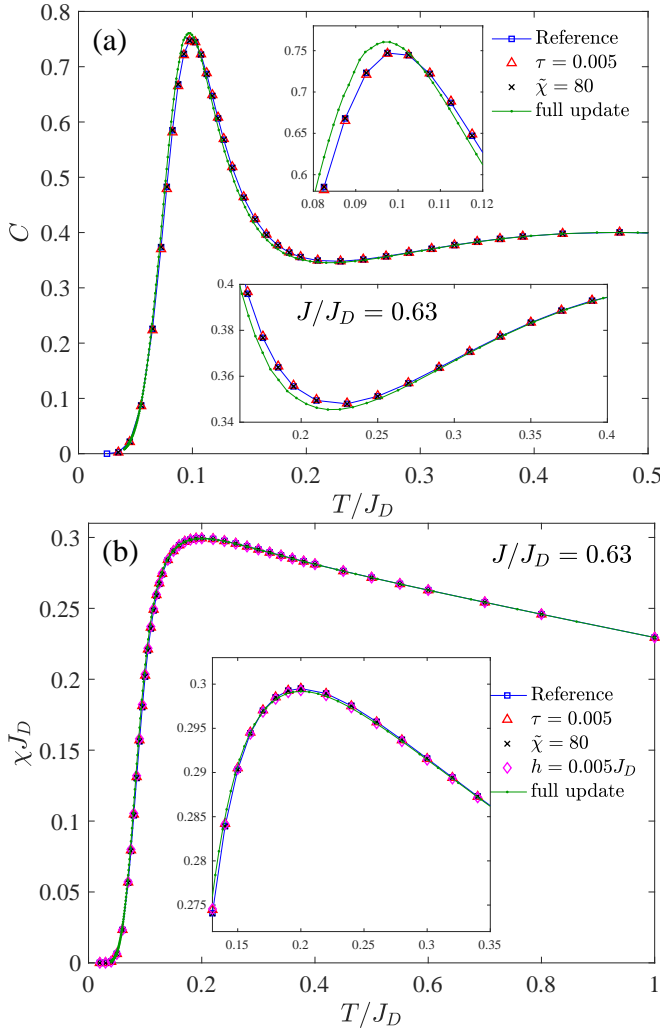 (a)
Reference
τ = 0.005
χ̃ = 80
full update
0.8
0.7
0.6
0.5
0.4
0.3
0.2
0.1
0
C
0.75
0.7
0.65
0.6
0.08 0.09 0.1 0.11 0.12
J/J_D = 0.63
0.4
0.38
0.36
0.34
0.2 0.25 0.3 0.35 0.4
0 0.1 0.2 0.3 0.4 0.5
T/J_D
(b)
J/J_D = 0.63
0.3
0.25
0.2
0.15
0.1
0.05
0
χJ_D
0.3
0.295
0.29
0.285
0.28
0.275
0.15 0.2 0.25 0.3 0.35
Reference
τ = 0.005
χ̃ = 80
h = 0.005J_D
full update
0 0.2 0.4 0.6 0.8 1
T/J_D